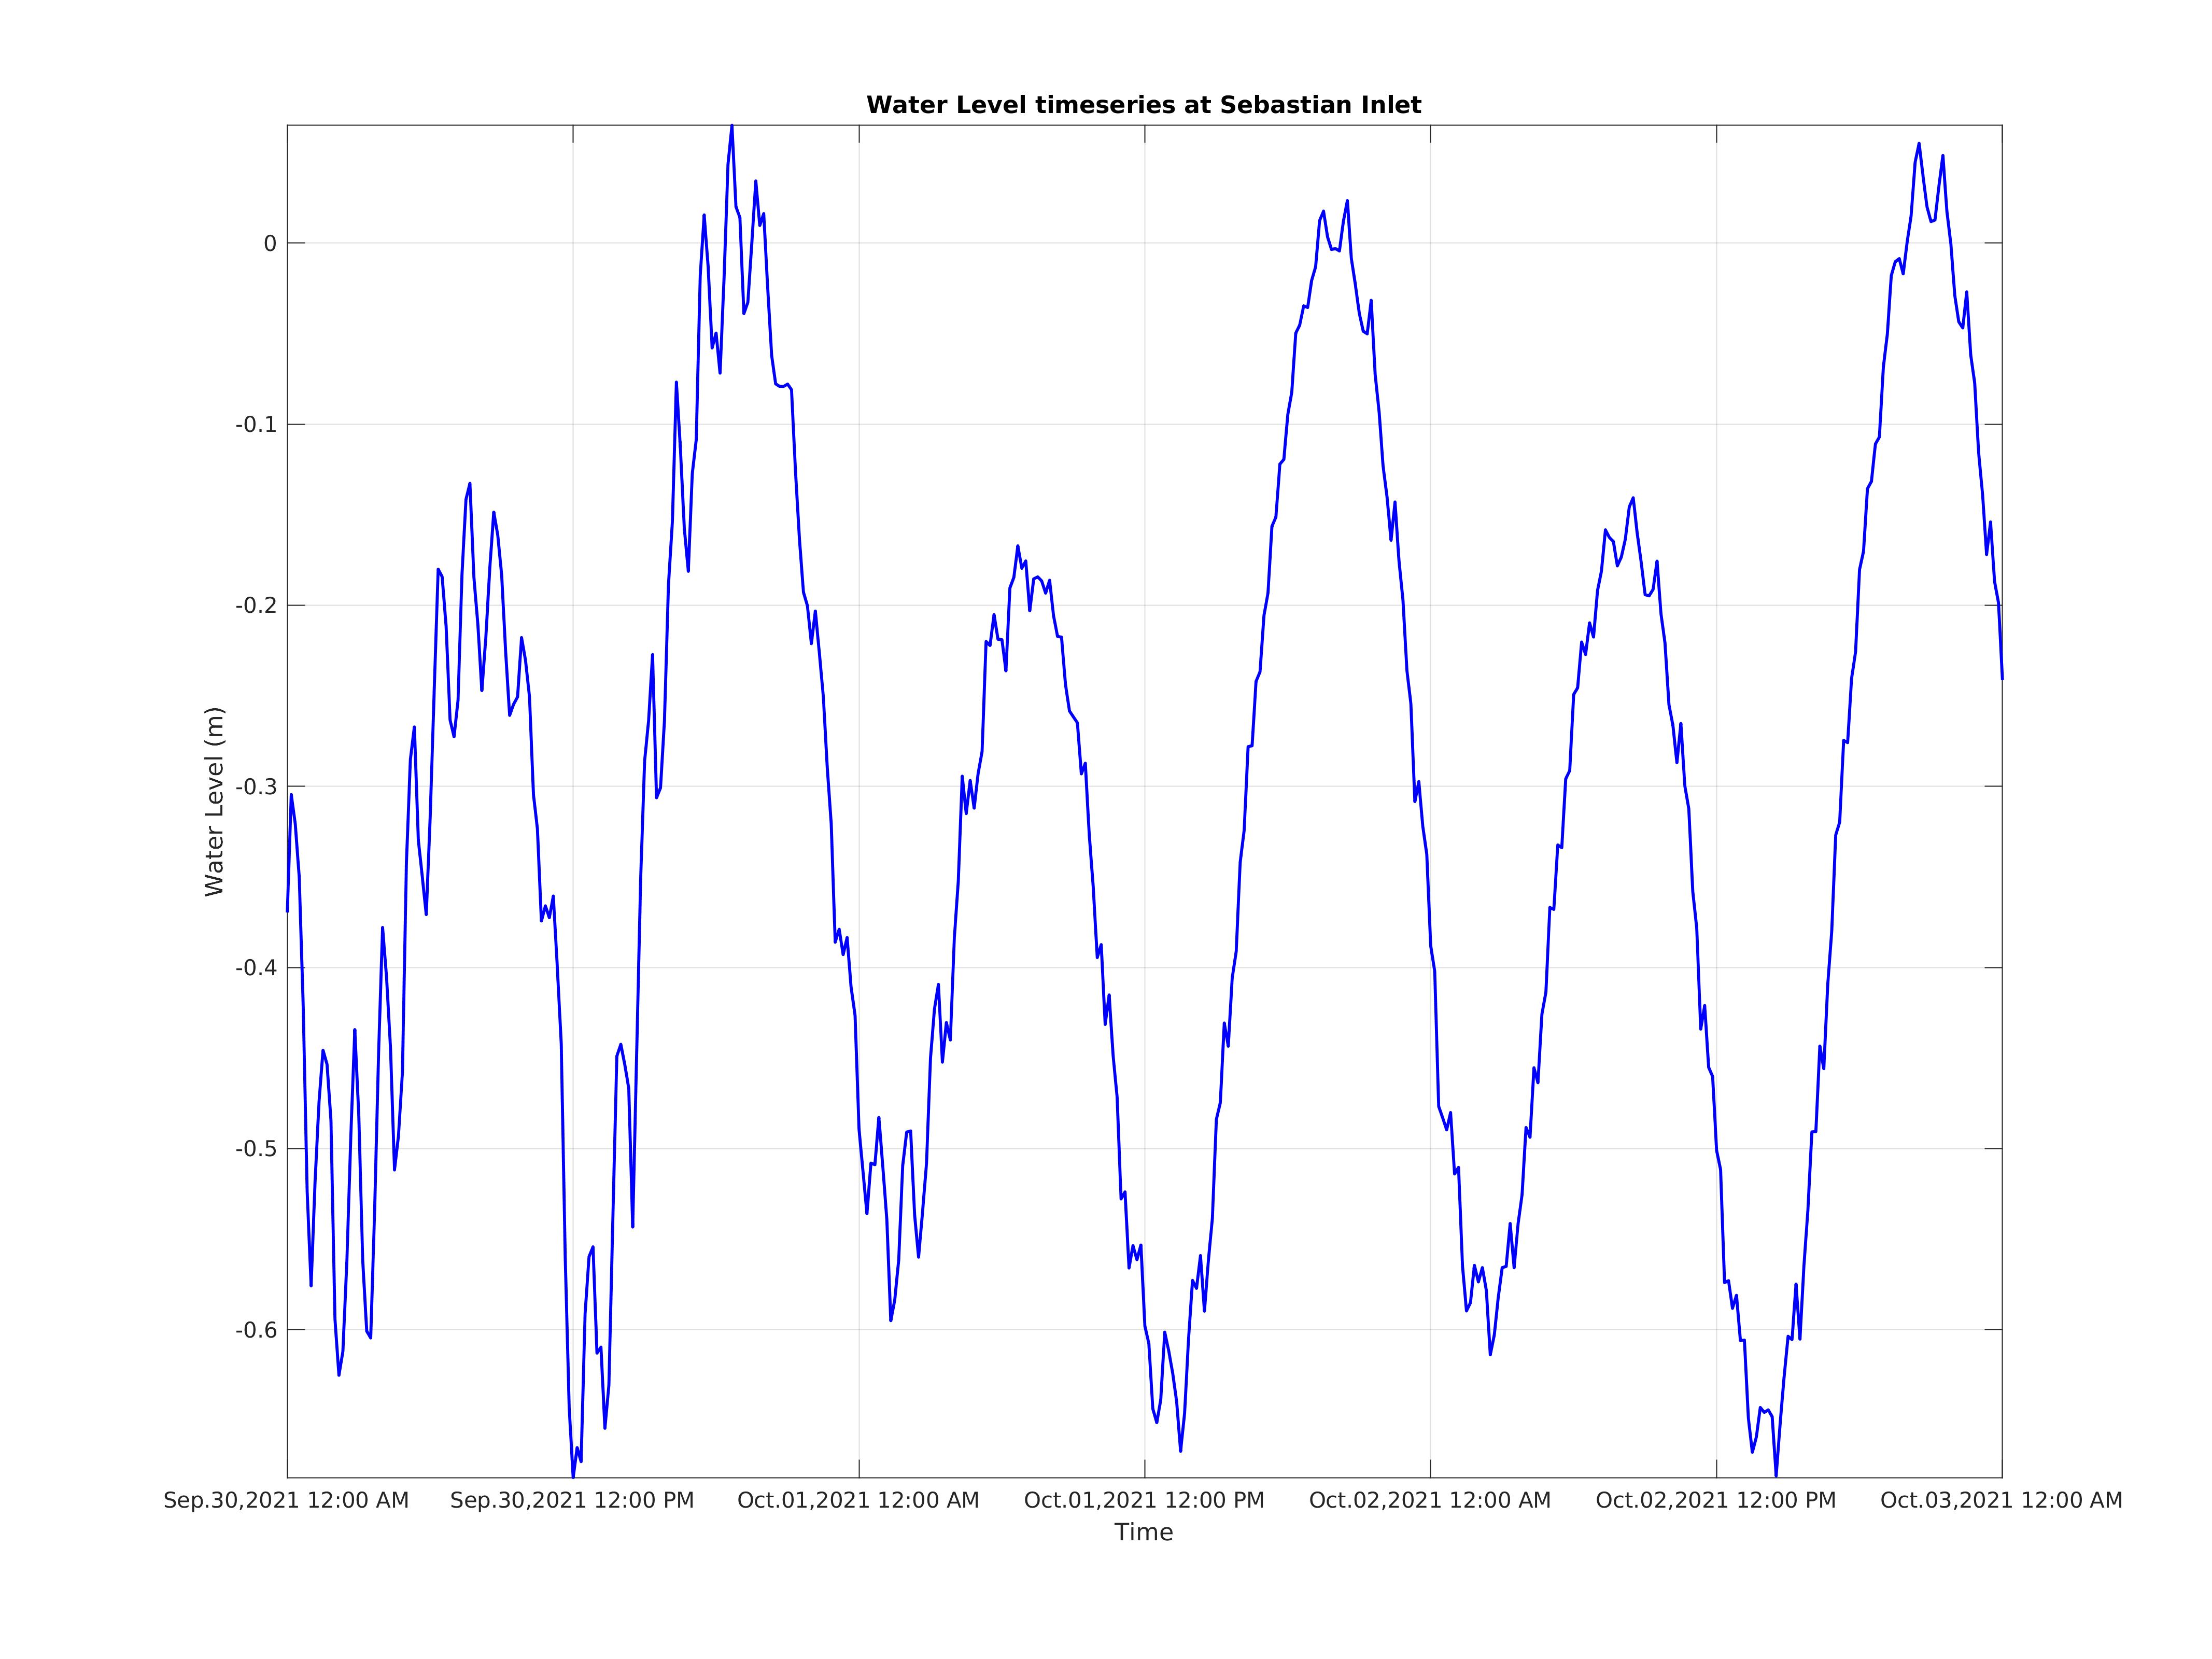 Water Level timeseries at Sebastian Inlet
0
-0.1
-0.2
-0.3
-0.4
-0.5
-0.6
Water Level (m)
Sep.30,2021 12:00 AM Sep.30,2021 12:00 PM Oct.01,2021 12:00 AM Oct.01,2021 12:00 PM Oct.02,2021 12:00 AM Oct.02,2021 12:00 PM Oct.03,2021 12:00 AM
Time